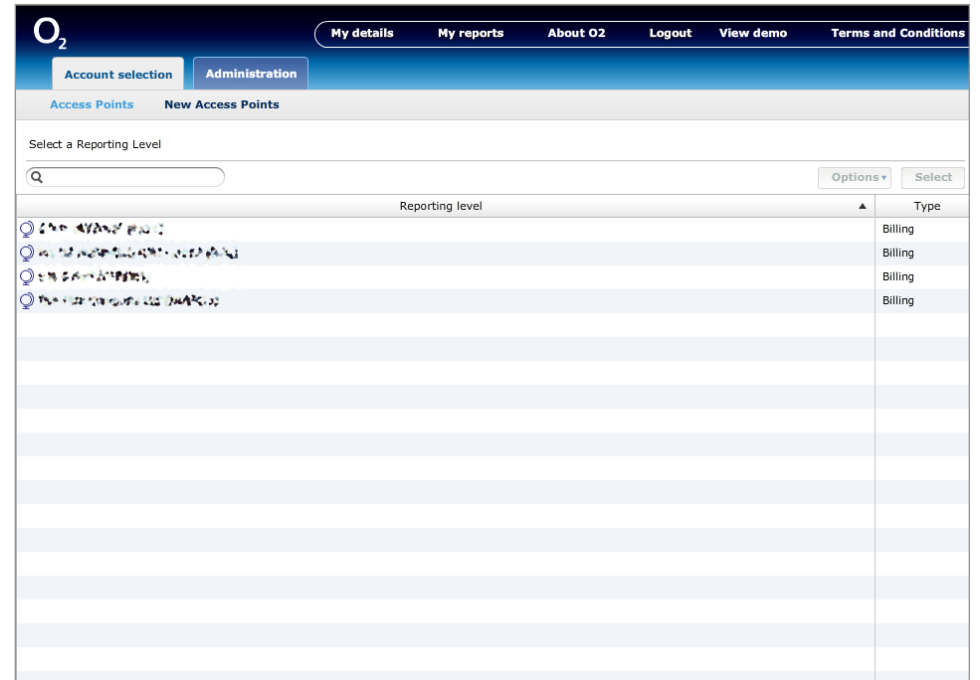 O2
My details My reports About O2 Logout View demo Terms and Conditions
Account selection Administration
Access Points New Access Points
Select a Reporting Level
Options Select
Reporting level Type
Billing
Billing
Billing
Billing